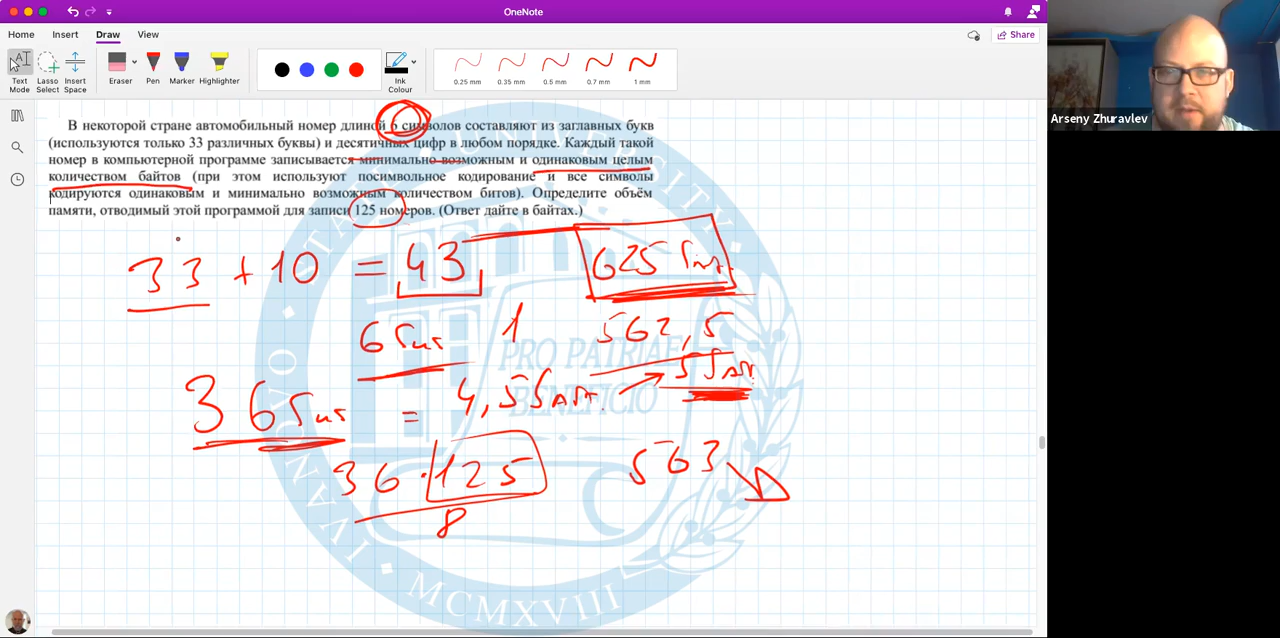 OneNote
Home Insert Draw View
Share
Text Mode
Lasso Select
Insert Space
Eraser
Pen
Marker
Highlighter
Ink Colour
0.25 mm
0.35 mm
0.5 mm
0.7 mm
1 mm
Arseny Zhuravlev
В некоторой стране автомобильный номер длиной 6 символов составляют из заглавных букв
(используются только 33 различных буквы) и десятичных цифр в любом порядке. Каждый такой
номер в компьютерной программе записывается минимально возможным и одинаковым целым
количеством байтов (при этом используют посимвольное кодирование и все символы
кодируются одинаковым и минимально возможным количеством битов). Определите объём
памяти, отводимый этой программой для записи 125 номеров. (Ответ дайте в байтах.)
33 + 10 = 43
625 байт
6 бит 1 562,5
5 байт
36 бит = 4,5 байт
36 · 125
8
563
PRO PATRIAE
BENEFICIO
MCMXVIII